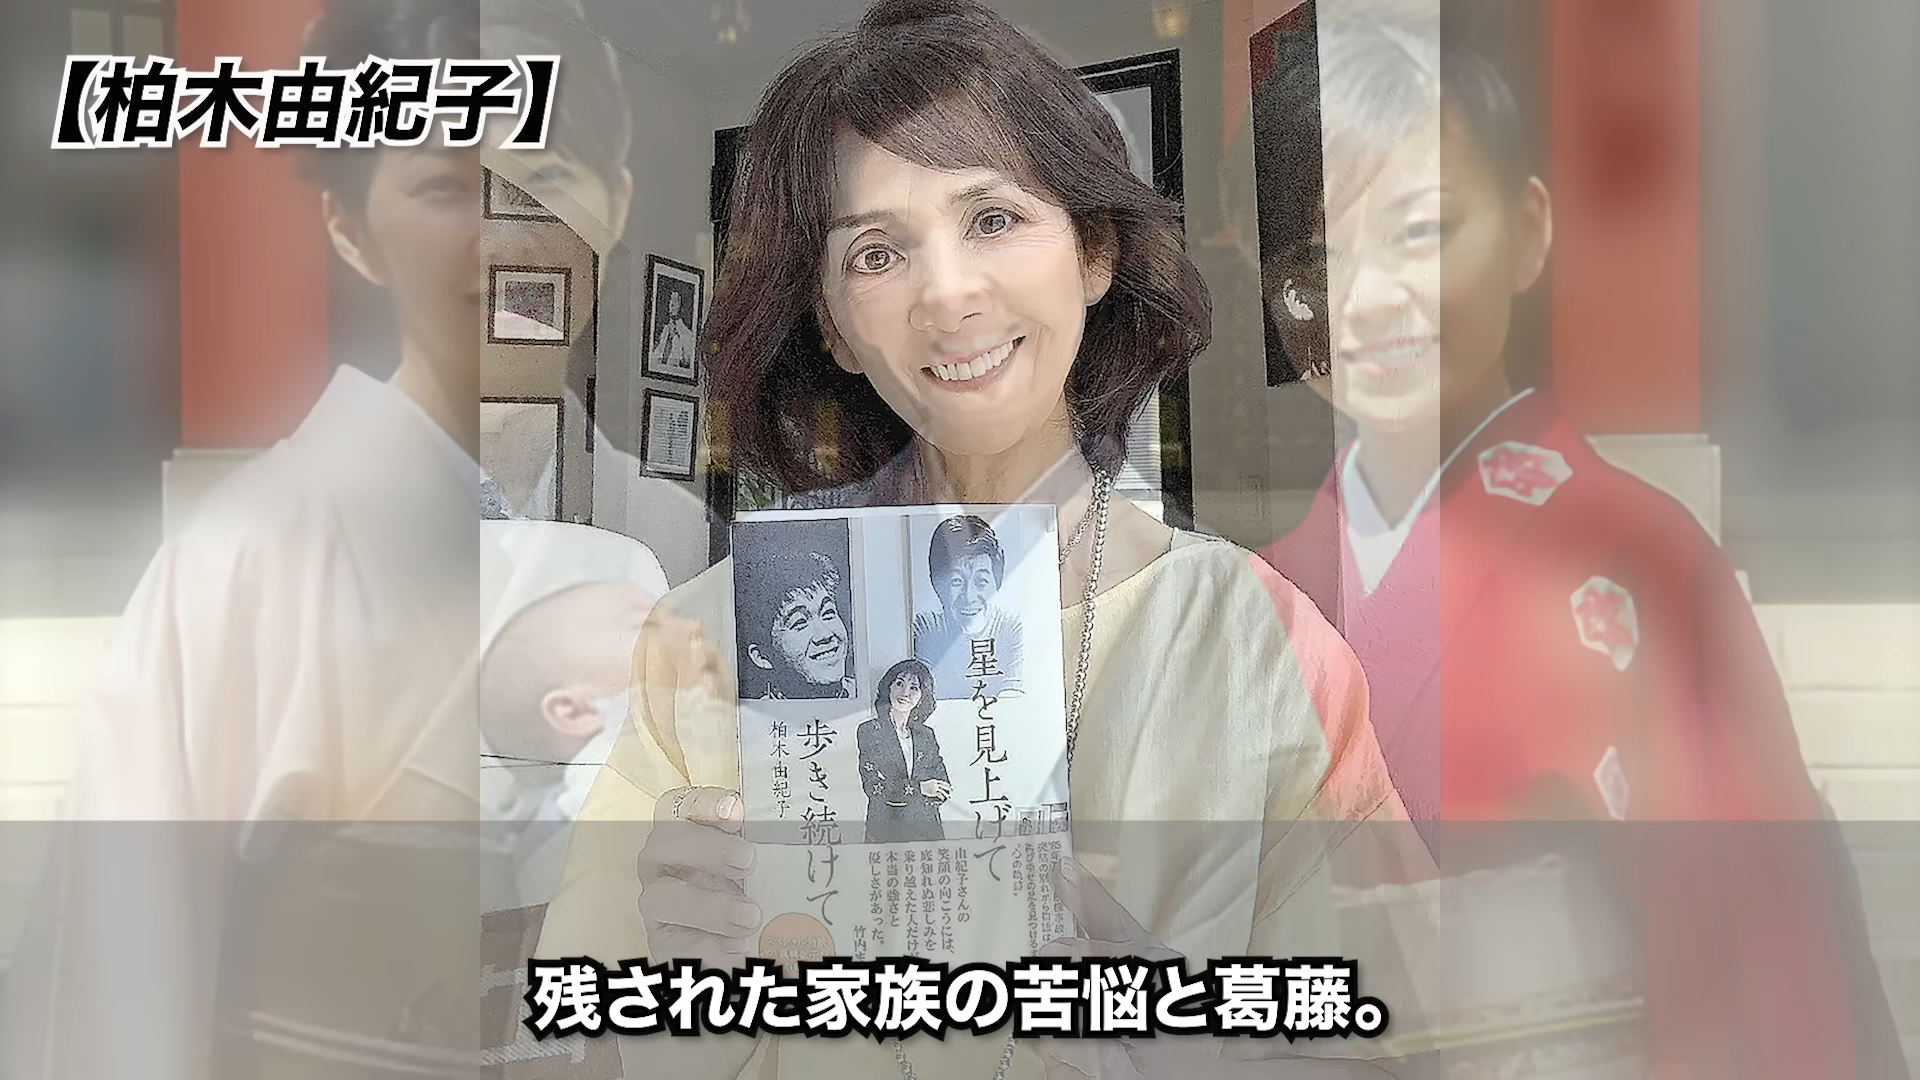 【柏木由紀子】
星を見上げて
歩き続けて
柏木由紀子
由紀子さんの
笑顔の向こうには、
底知れぬ悲しみを
乗り越えた人だけ
本当の強さと
優しさがあった。
竹内
残された家族の苦悩と葛藤。